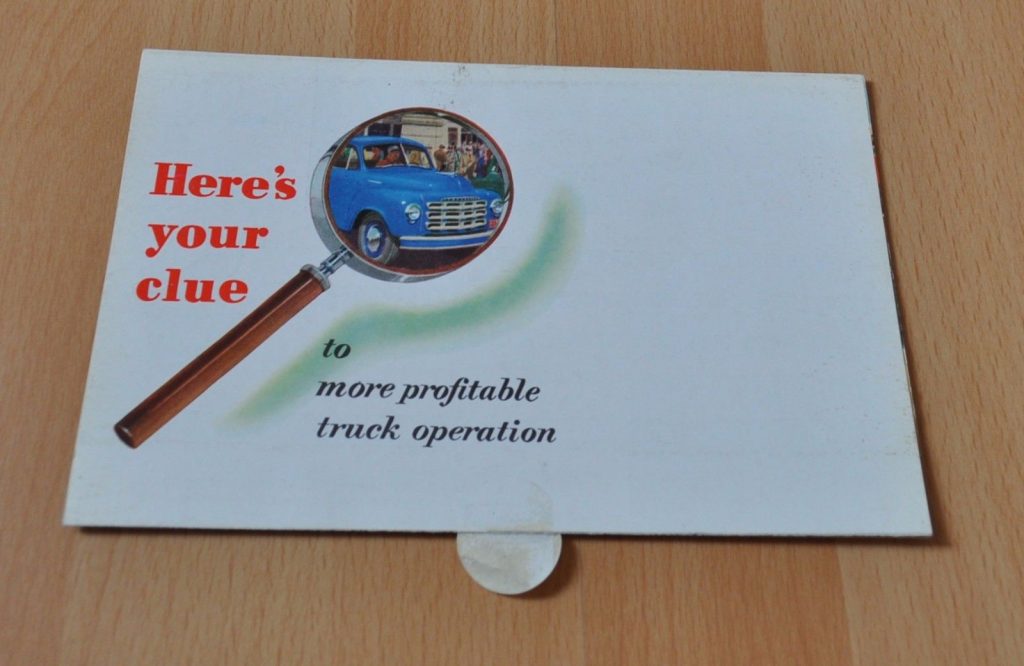 Here's
your
clue
to
more profitable
truck operation